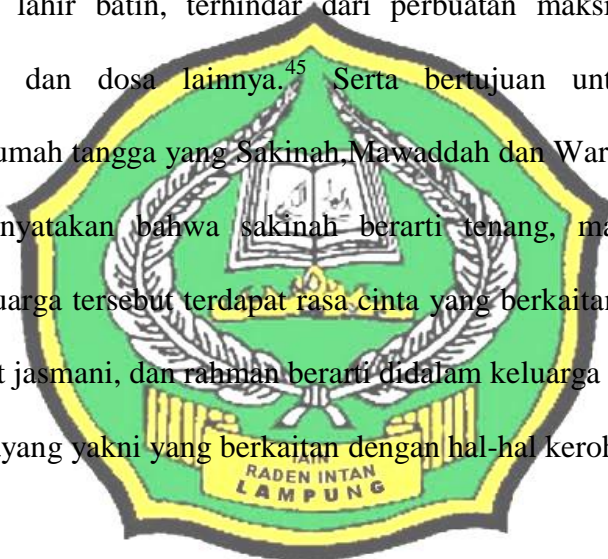 lahir batin, terhindar dari perbuatan maksi
dan dosa lainnya.45 Serta bertujuan unt
umah tangga yang Sakinah,Mawaddah dan War
nyatakan bahwa sakinah berarti tenang, ma
uarga tersebut terdapat rasa cinta yang berkaitan
t jasmani, dan rahman berarti didalam keluarga
yang yakni yang berkaitan dengan hal-hal keroh
IAIN
RADEN INTAN
LAMPUNG